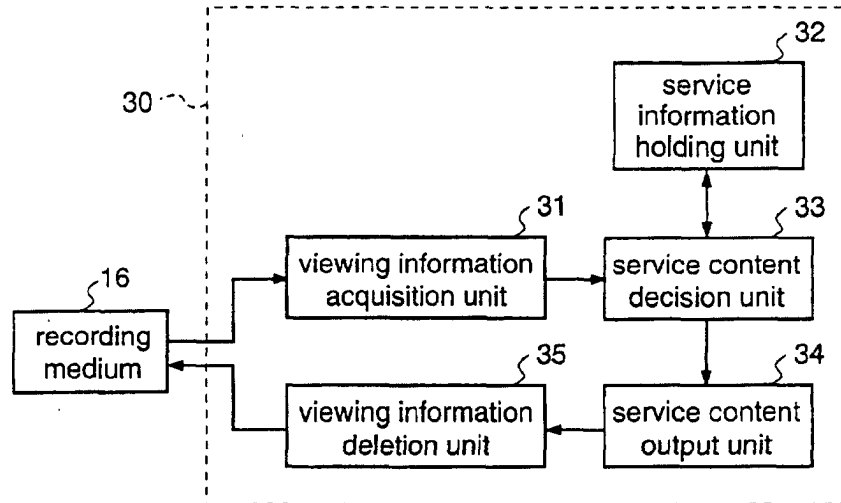 32
service
information
holding unit
30
31
viewing information
acquisition unit
33
service content
decision unit
16
recording
medium
35
viewing information
deletion unit
34
service content
output unit